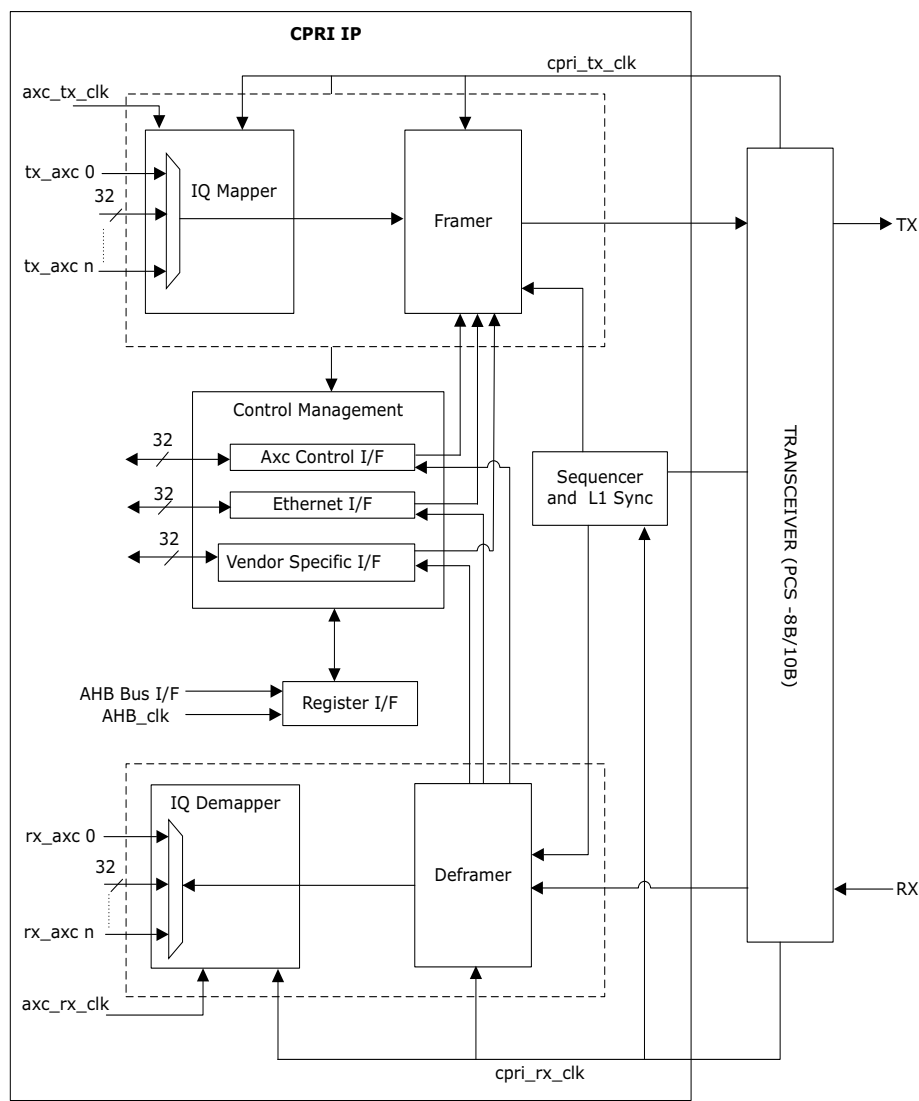 CPRI IP
cpri_tx_clk
axc_tx_clk
tx_axc 0
32
tx_axc n
IQ Mapper
Framer
TX
Control Management
32
Axc Control I/F
32
Ethernet I/F
32
Vendor Specific I/F
Sequencer
and L1 Sync
TRANSCEIVER (PCS -8B/10B)
AHB Bus I/F
AHB_clk
Register I/F
IQ Demapper
rx_axc 0
32
rx_axc n
Deframer
RX
axc_rx_clk
cpri_rx_clk